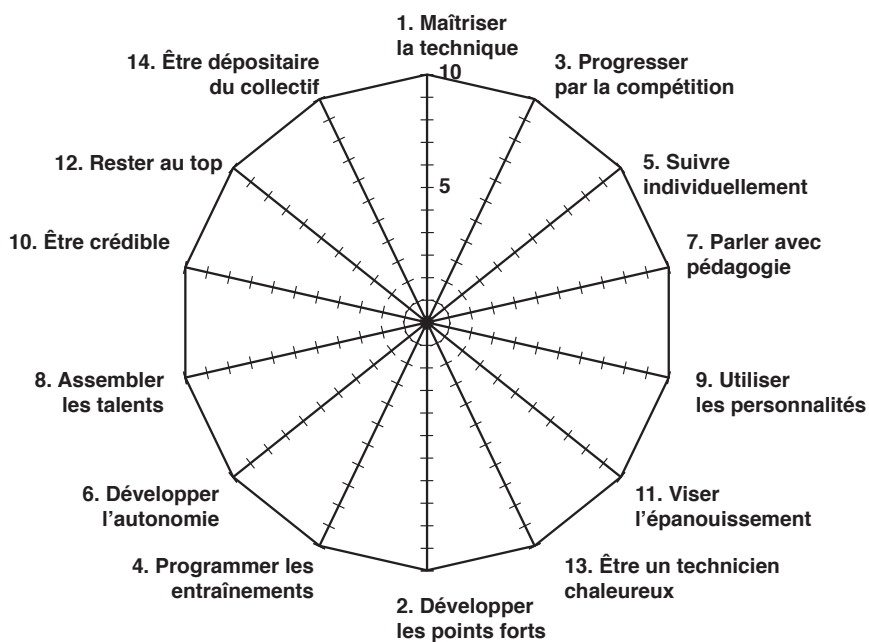 1. Maîtriser
la technique
10
5
3. Progresser
par la compétition
5. Suivre
individuellement
7. Parler avec
pédagogie
9. Utiliser
les personnalités
11. Viser
l'épanouissement
13. Être un technicien
chaleureux
2. Développer
les points forts
4. Programmer les
entraînements
6. Développer
l'autonomie
8. Assembler
les talents
10. Être crédible
12. Rester au top
14. Être dépositaire
du collectif